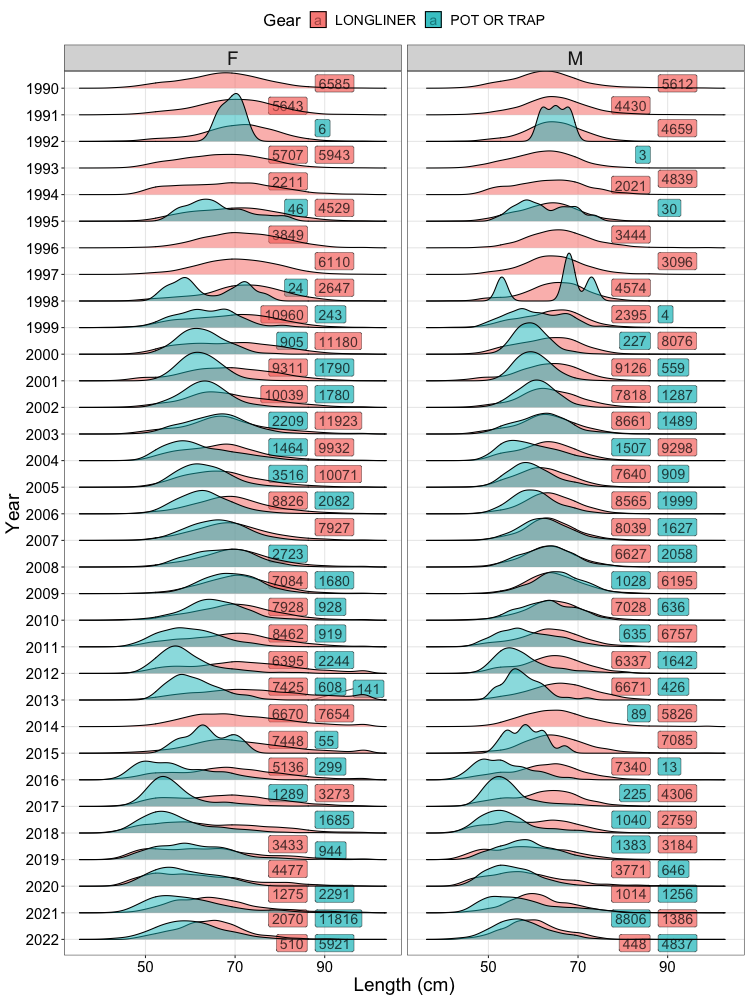 Gear a LONGLINER a POT OR TRAP
F M
1990 6585 5612
1991 5643 4430
1992 6 4659
1993 5707 5943 3
1994 2211 2021 4839
1995 46 4529 30
1996 3849 3444
1997 6110 3096
1998 24 2647 4574
1999 10960 243 2395 4
2000 905 11180 227 8076
2001 9311 1790 9126 559
2002 10039 1780 7818 1287
2003 2209 11923 8661 1489
2004 1464 9932 1507 9298
2005 3516 10071 7640 909
2006 8826 2082 8565 1999
2007 7927 8039 1627
2008 2723 6627 2058
2009 7084 1680 1028 6195
2010 7928 928 7028 636
2011 8462 919 635 6757
2012 6395 2244 6337 1642
2013 7425 608 141 6671 426
2014 6670 7654 89 5826
2015 7448 55 7085
2016 5136 299 7340 13
2017 1289 3273 225 4306
2018 1685 1040 2759
2019 3433 944 1383 3184
2020 4477 3771 646
2021 1275 2291 1014 1256
2070 11816 8806 1386
2022 510 5921 448 4837
50 70 90 50 70 90
Length (cm)
Year